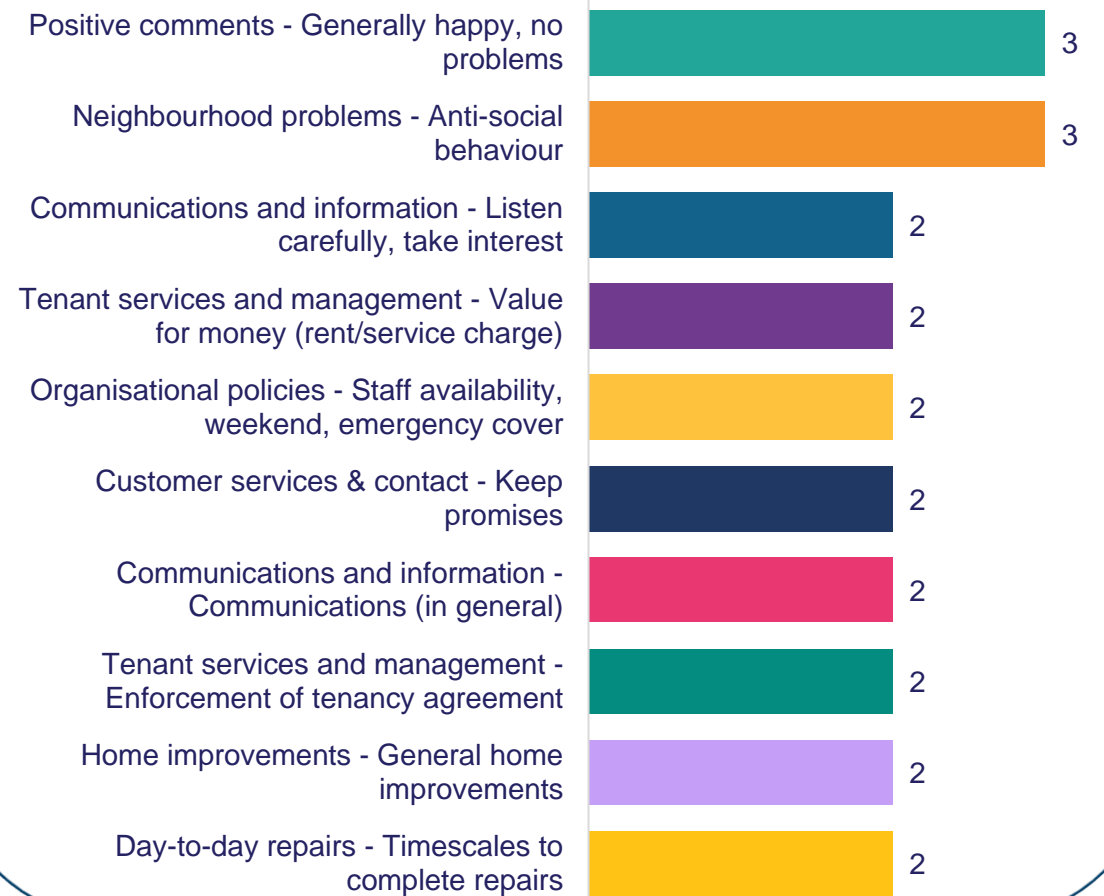 Positive comments - Generally happy, no
problems
3
Neighbourhood problems - Anti-social
behaviour
3
Communications and information - Listen
carefully, take interest
2
Tenant services and management - Value
for money (rent/service charge)
2
Organisational policies - Staff availability,
weekend, emergency cover
2
Customer services & contact - Keep
promises
2
Communications and information -
Communications (in general)
2
Tenant services and management -
Enforcement of tenancy agreement
2
Home improvements - General home
improvements
2
Day-to-day repairs - Timescales to
complete repairs
2